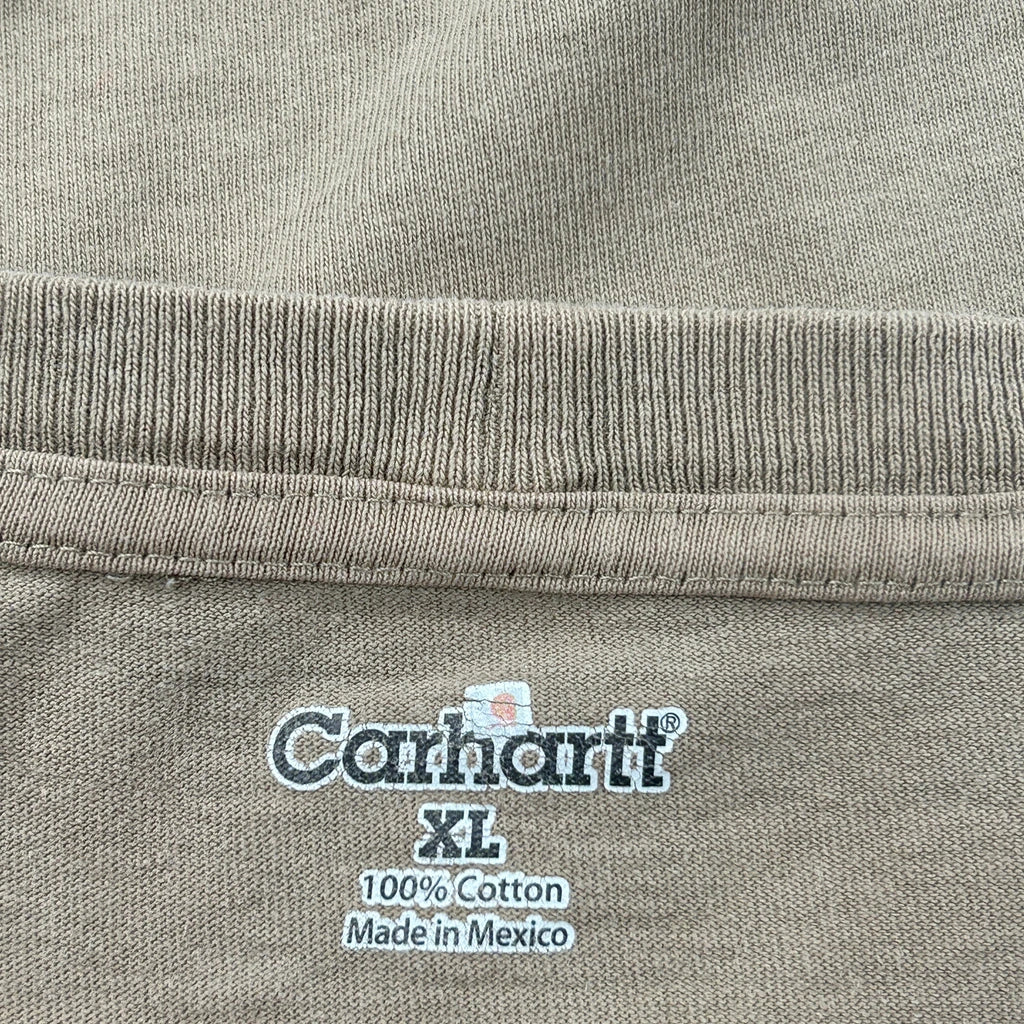 Carhartt®
XL
100% Cotton
Made in Mexico